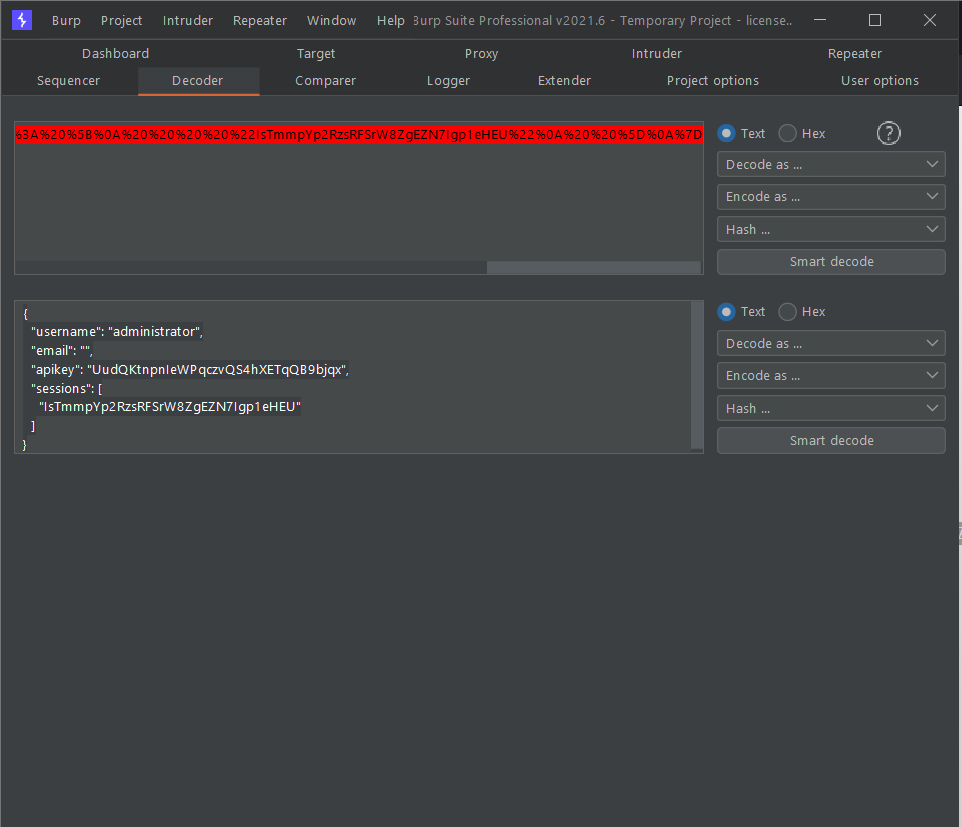 Burp Project Intruder Repeater Window Help Burp Suite Professional v2021.6 - Temporary Project - license..
Dashboard Target Proxy Intruder Repeater
Sequencer Decoder Comparer Logger Extender Project options User options
%3A%20%5B%0A%20%20%20%20%22IsTmmpYp2RzsRFSrW8ZgEZN7Igp1eHEU%22%0A%20%20%5D%0A%7D
Text Hex ?
Decode as ...
Encode as ...
Hash ...
Smart decode
{
"username": "administrator",
"email": "",
"apikey": "UudQKtnpnIeWPqczvQS4hXETqQB9bjqx",
"sessions": [
"IsTmmpYp2RzsRFSrW8ZgEZN7Igp1eHEU"
]
}
Text Hex
Decode as ...
Encode as ...
Hash ...
Smart decode